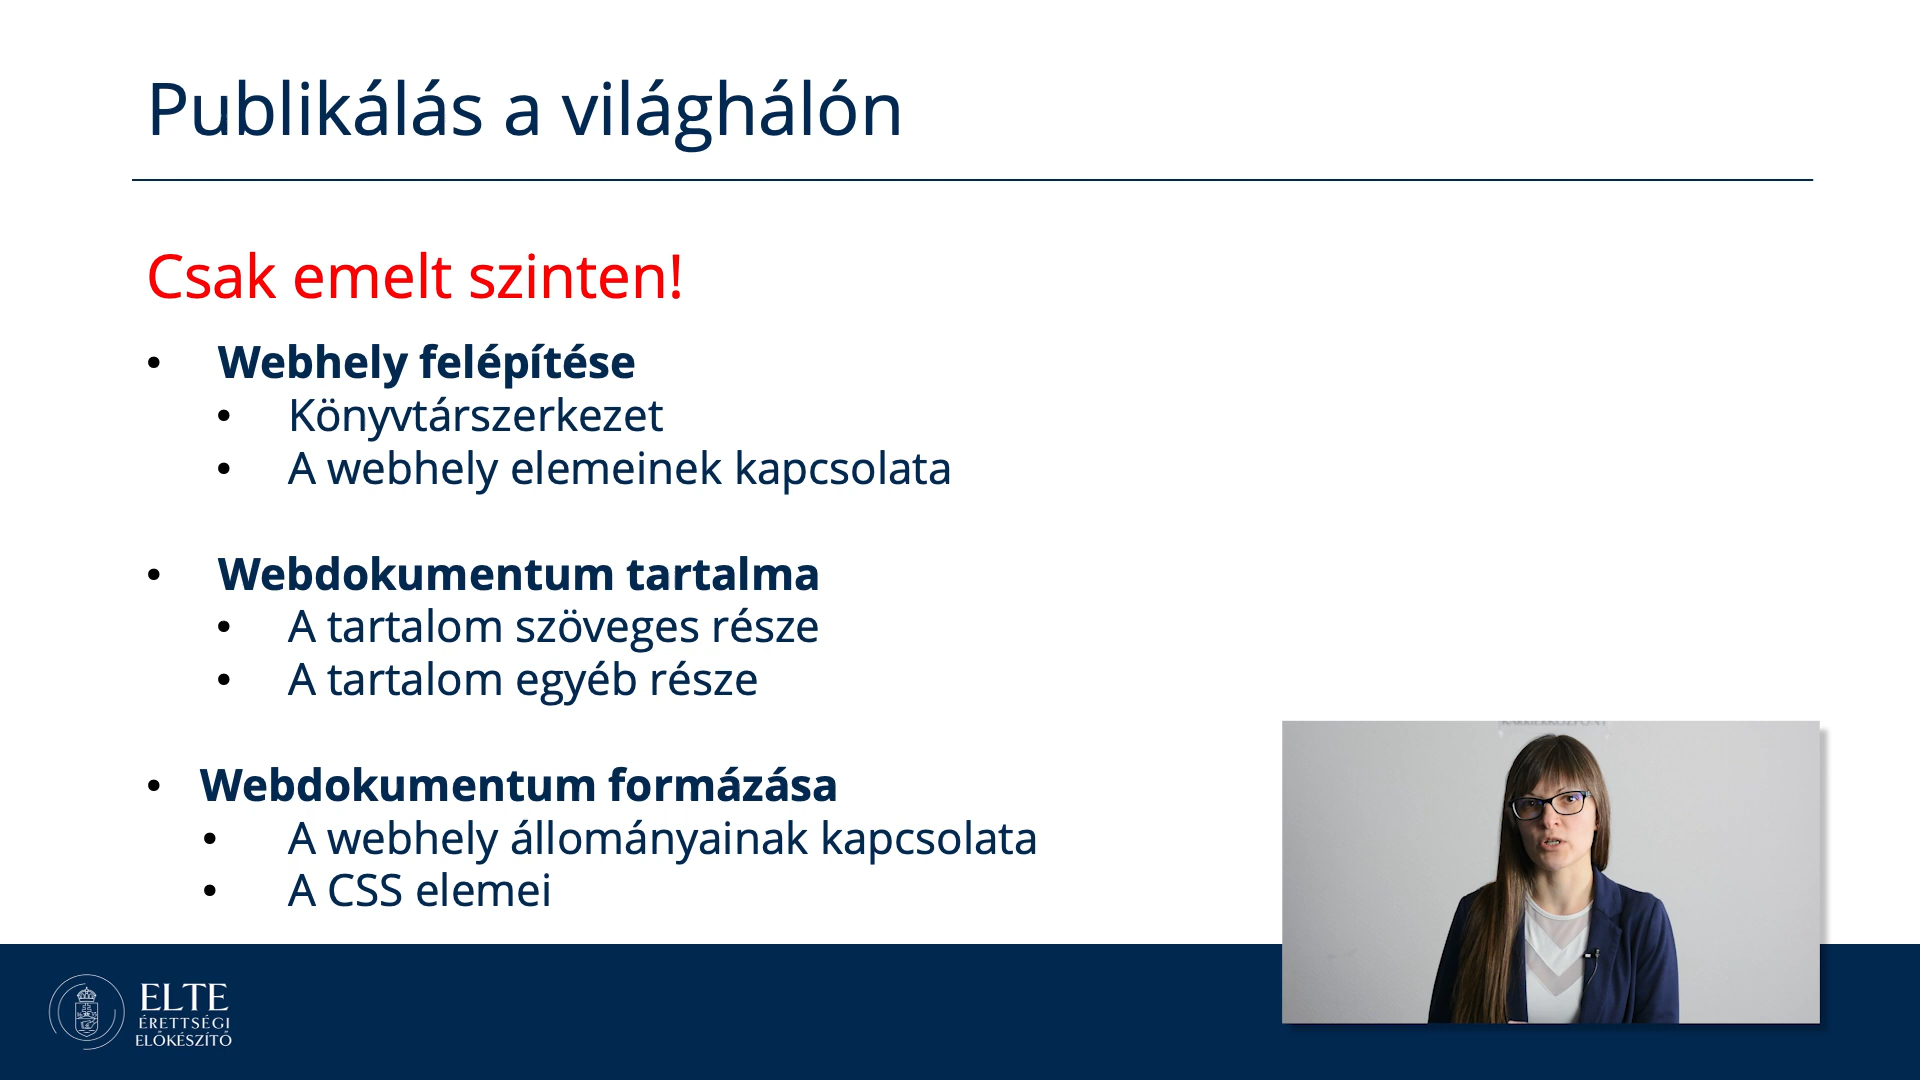 Publikálás a világhálón
Csak emelt szinten!
• Webhely felépítése
• Könyvtárszerkezet
• A webhely elemeinek kapcsolata
• Webdokumentum tartalma
• A tartalom szöveges része
• A tartalom egyéb része
• Webdokumentum formázása
• A webhely állományainak kapcsolata
• A CSS elemei
ELTE
ÉRETTSÉGI
ELŐKÉSZÍTŐ